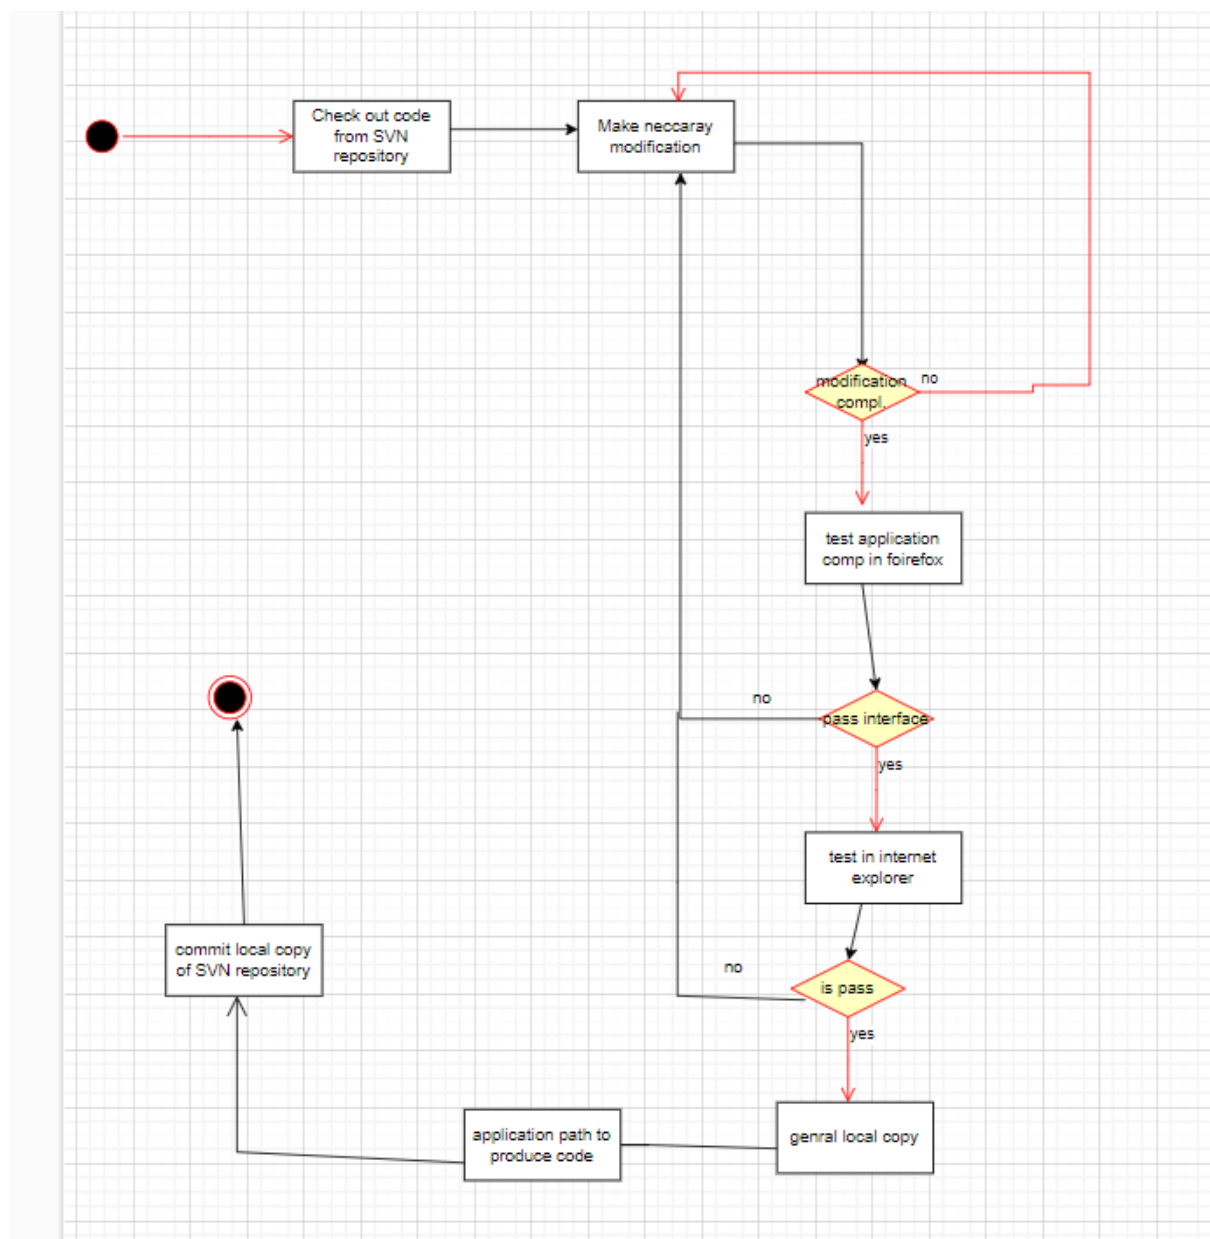 Check out code
from SVN
repository
Make neccaray
modification
modification
compl.
no
yes
test application
comp in foirefox
no
pass interface
yes
test in internet
explorer
commit local copy
of SVN repository
no
is pass
yes
application path to
produce code
genral local copy